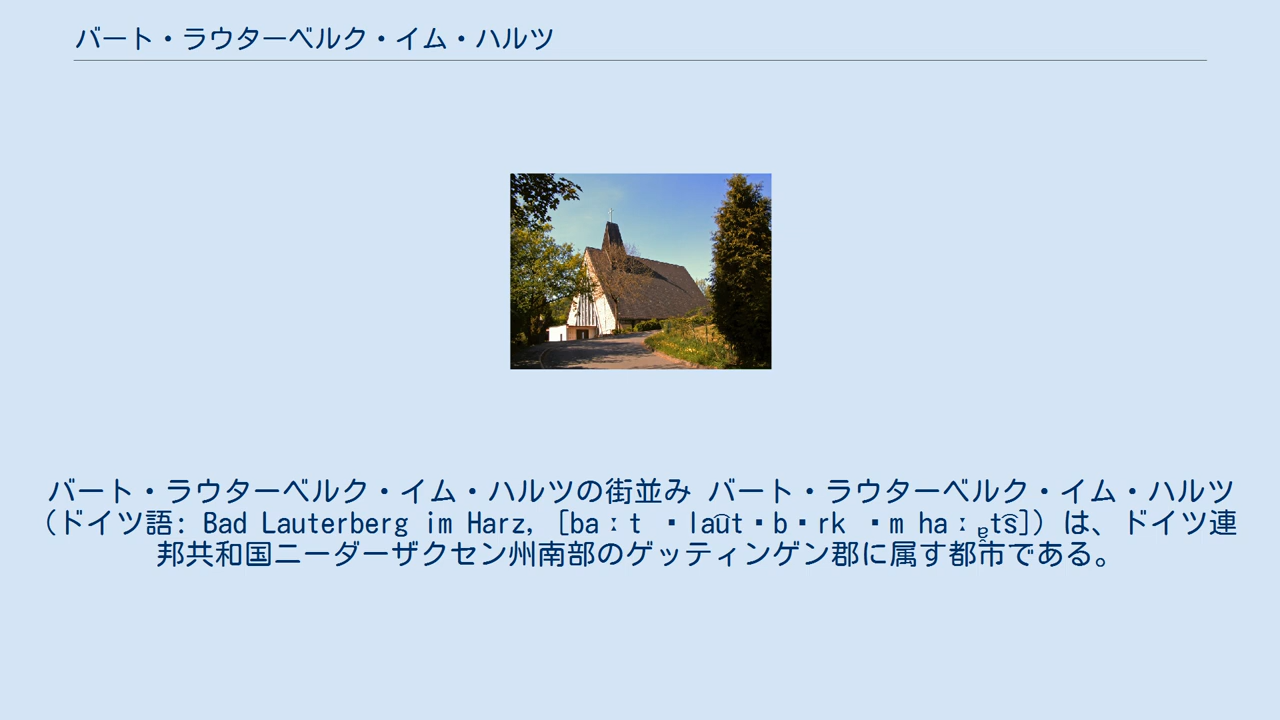 バート・ラウターベルク・イム・ハルツ
バート・ラウターベルク・イム・ハルツの街並み バート・ラウターベルク・イム・ハルツ
(ドイツ語: Bad Lauterberg im Harz, [baːt ▪lau͡t▪b▪rk ▪m haːɐ̯t͡s]) は、ドイツ連
邦共和国ニーダーザクセン州南部のゲッティンゲン郡に属す都市である。